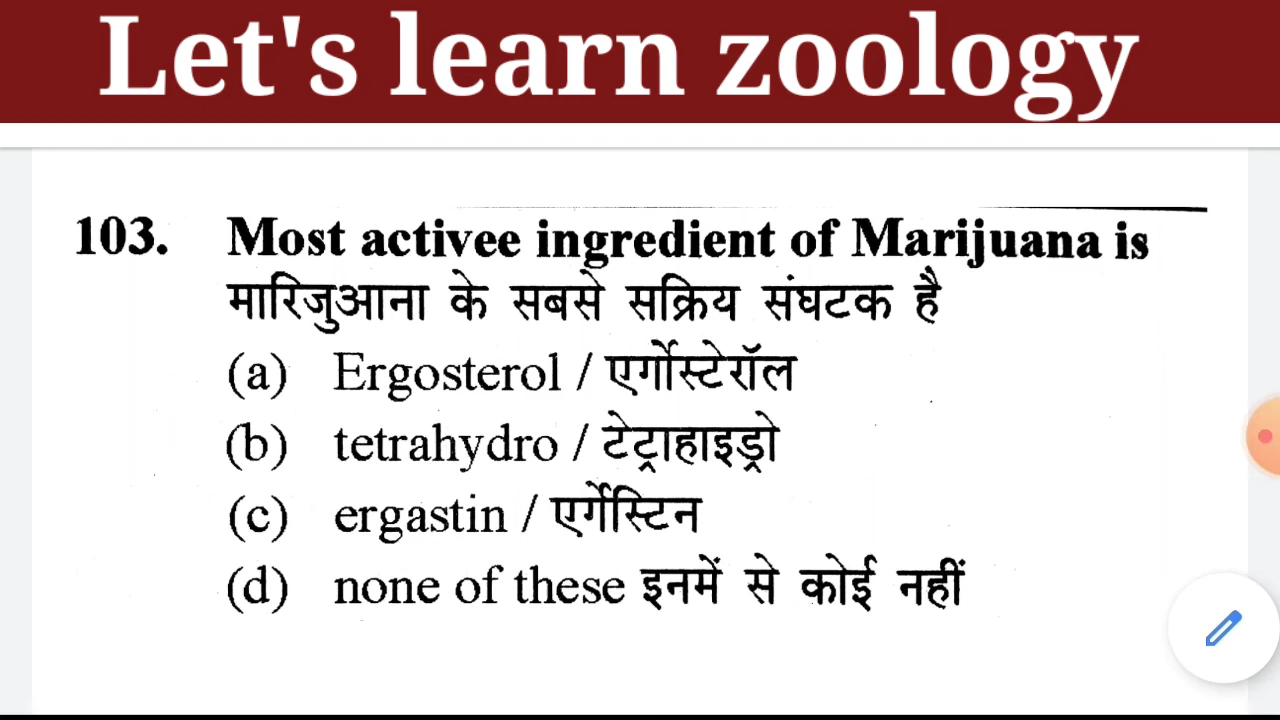 Let's learn zoology
103. Most activee ingredient of Marijuana is
मारिजुआना के सबसे सक्रिय संघटक है
(a) Ergosterol / एर्गोस्टेरॉल
(b) tetrahydro / टेट्राहाइड्रो
(c) ergastin / एर्गेस्टिन
(d) none of these इनमें से कोई नहीं